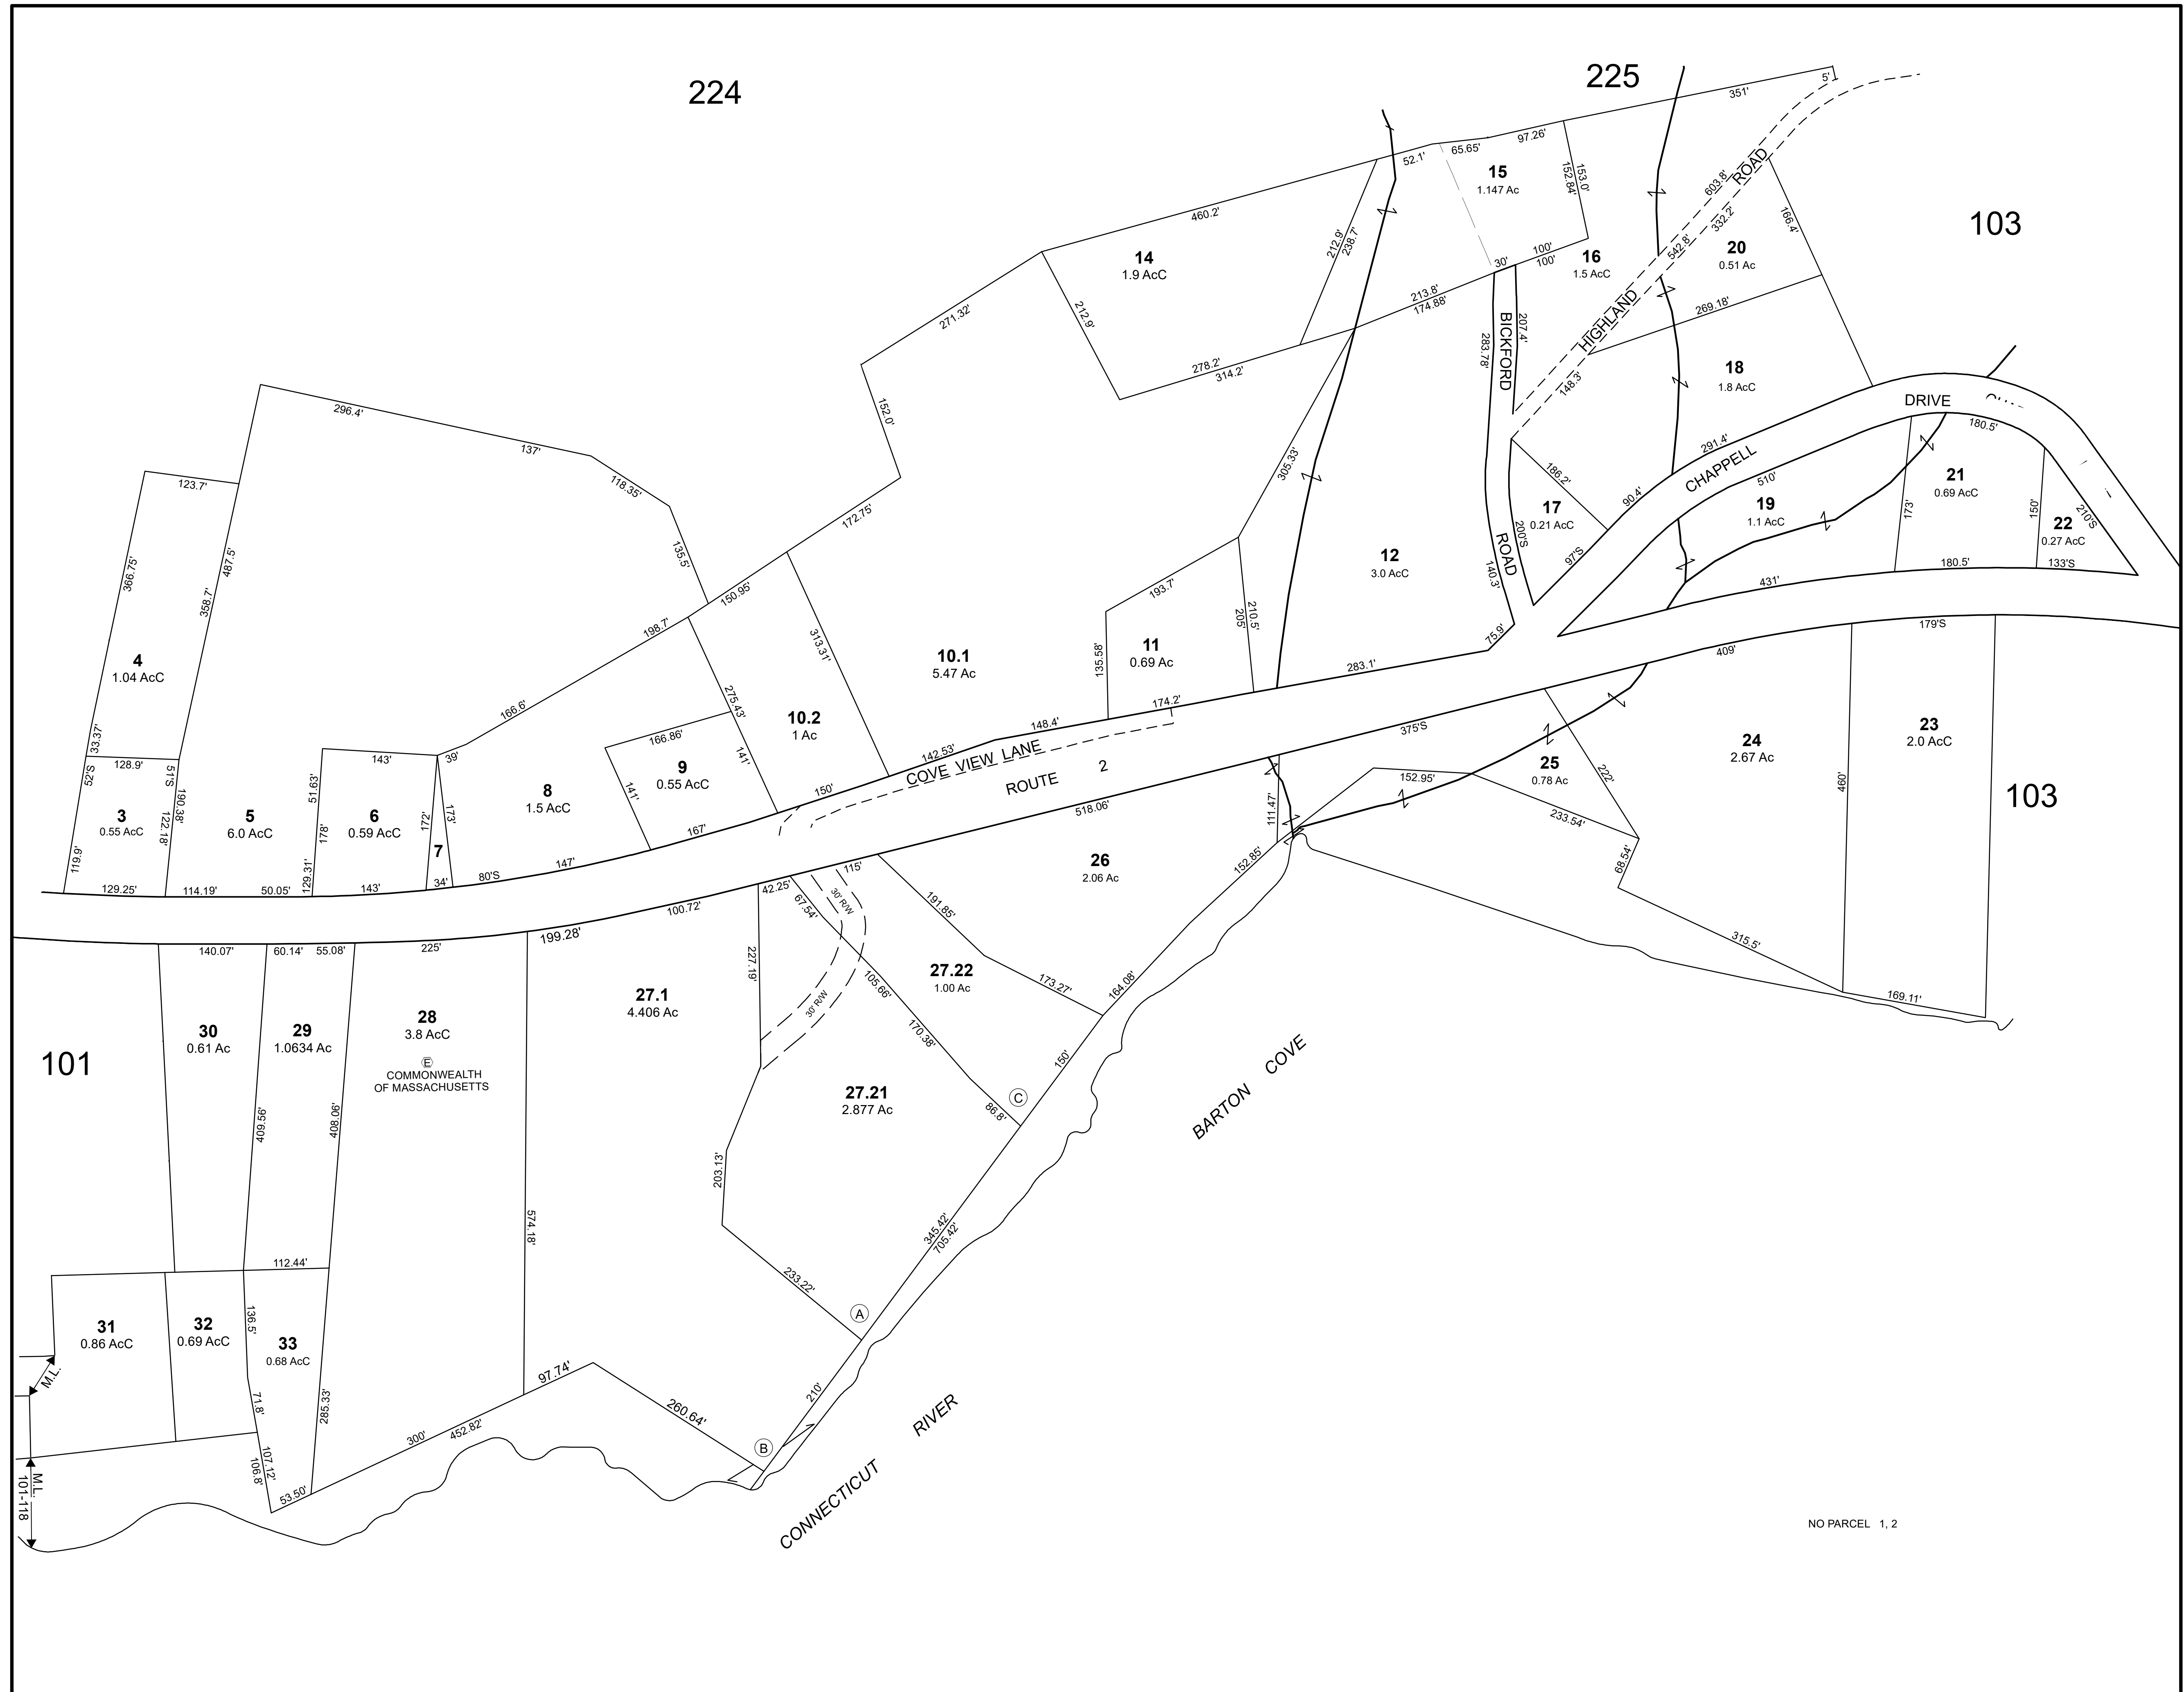 224
225
103
103
101
5'
351'
97.26'
65.65'
52.1'
15
1.147 Ac
153.0'
152.84'
603.8'
ROAD
332.2'
542.8'
HIGHLAND
148.3'
166.4'
20
0.51 Ac
269.18'
16
1.5 AcC
100'
100'
30'
460.2'
14
1.9 AcC
212.9'
238.7'
212.9'
213.8'
174.88'
278.2'
314.2'
271.32'
152.0'
172.75'
BICKFORD
207.4'
283.78'
ROAD
200'S
140.3'
75.9'
18
1.8 AcC
DRIVE
CHAPPELL
291.4'
510'
90.4'
97'S
186.2'
17
0.21 AcC
180.5'
21
0.69 AcC
173'
150'
210'S
22
0.27 AcC
133'S
180.5'
19
1.1 AcC
431'
179'S
409'
296.4'
137'
118.35'
135.5'
123.7'
366.75'
487.5'
358.7'
4
1.04 AcC
33.37'
128.9'
52'S
51'S
190.38'
122.18'
3
0.55 AcC
119.9'
129.25'
5
6.0 AcC
114.19'
50.05'
51.63'
178'
129.31'
143'
6
0.59 AcC
143'
39'
172'
173'
7
34'
80'S
147'
8
1.5 AcC
166.6'
198.7'
150.95'
166.86'
9
0.55 AcC
141'
141'
275.43'
167'
10.2
1 Ac
313.31'
150'
10.1
5.47 Ac
142.53'
148.4'
174.2'
COVE VIEW LANE
ROUTE 2
11
0.69 Ac
135.58'
193.7'
210.5'
205'
305.33'
12
3.0 AcC
283.1'
375'S
518.06'
111.47'
152.95'
25
0.78 Ac
222'
233.54'
68.54'
24
2.67 Ac
460'
23
2.0 AcC
315.5'
169.11'
26
2.06 Ac
152.85'
191.85'
173.27'
164.08'
115'
42.25'
100.72'
199.28'
225'
67.54'
30' R/W
30' R/W
227.19'
105.66'
27.22
1.00 Ac
170.38'
86.8'
150'
C
27.21
2.877 Ac
203.13'
233.22'
345.42'
705.42'
A
210'
B
27.1
4.406 Ac
574.18'
140.07'
60.14'
55.08'
30
0.61 Ac
29
1.0634 Ac
409.56'
408.06'
28
3.8 AcC
E
COMMONWEALTH
OF MASSACHUSETTS
112.44'
31
0.86 AcC
32
0.69 AcC
33
0.68 AcC
136.5'
71.8'
107.12'
106.8'
285.33'
53.50'
300'
452.82'
97.74'
260.64'
M.L.
M.L.
101-118
BARTON COVE
CONNECTICUT RIVER
NO PARCEL 1, 2